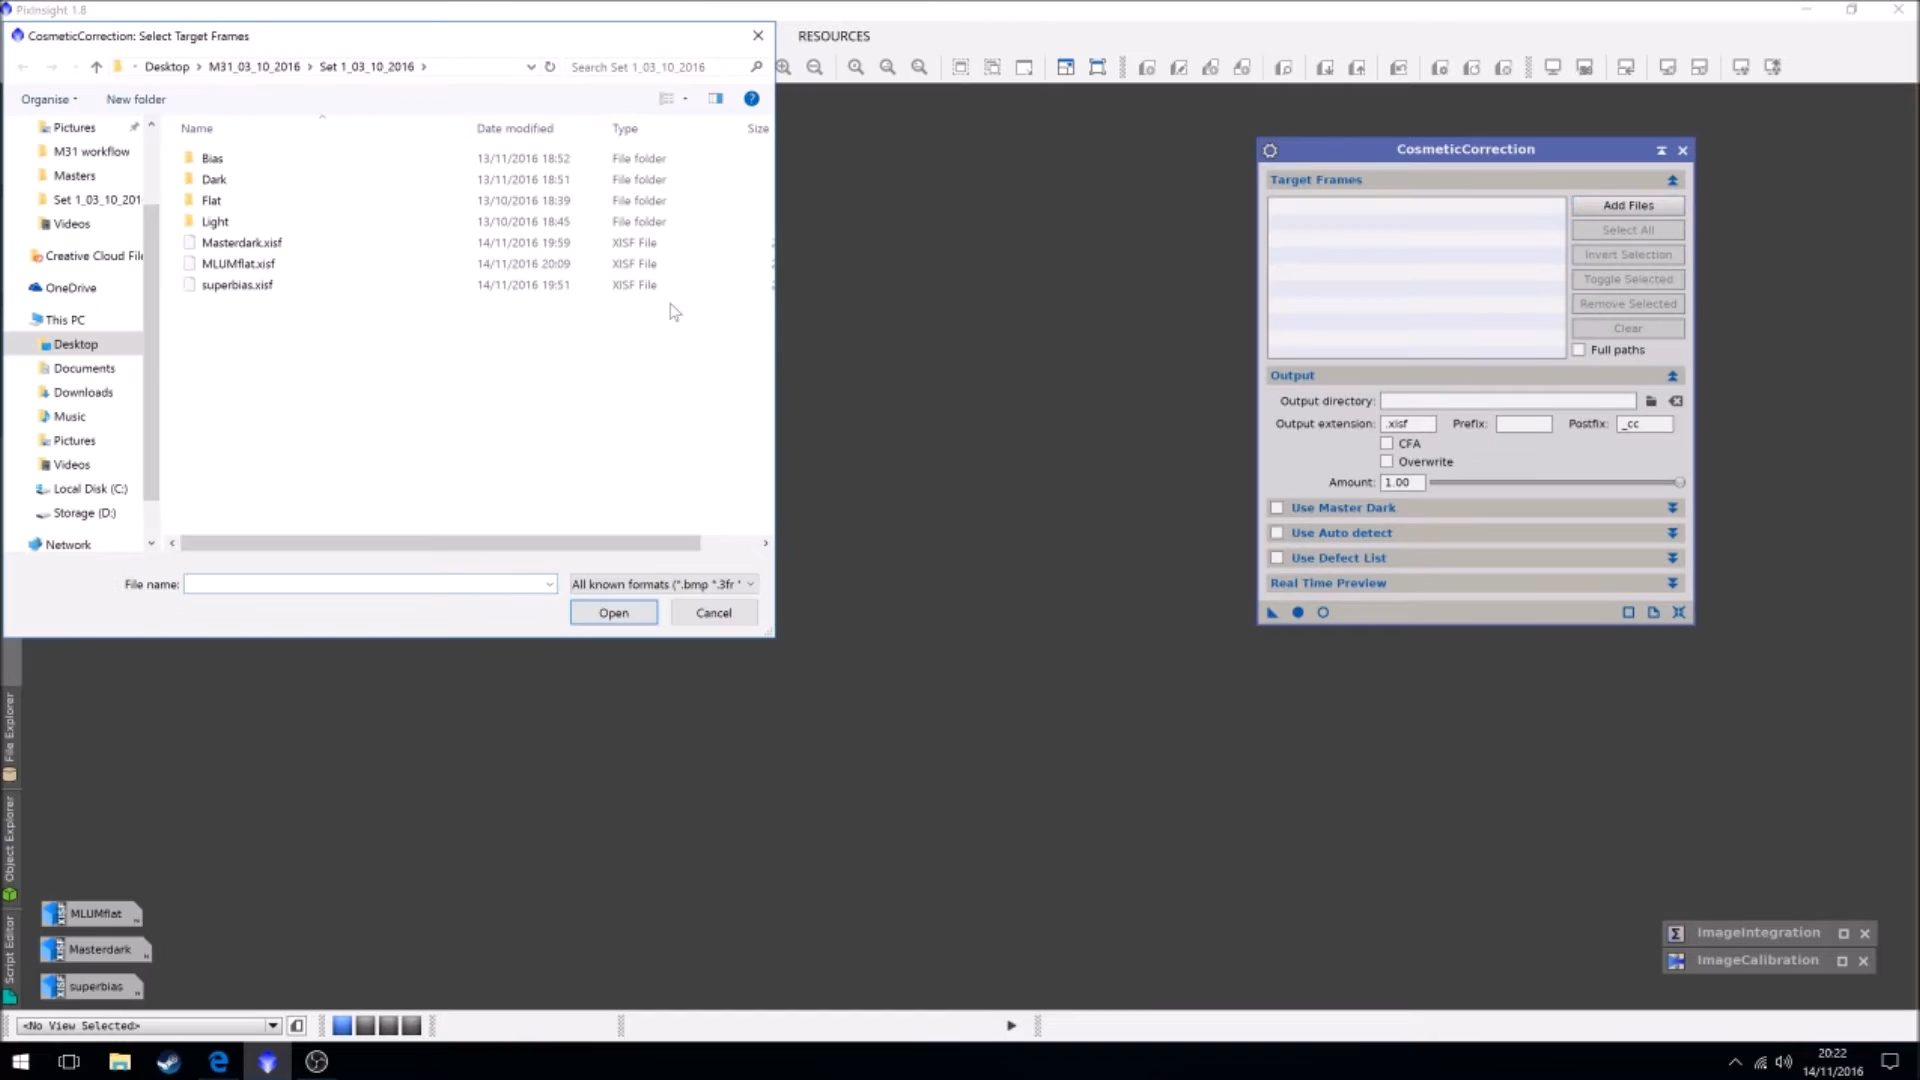 PixInsight 1.8
CosmeticCorrection: Select Target Frames
RESOURCES
Desktop > M31_03_10_2016 > Set 1_03_10_2016 >
Search Set 1_03_10_2016
Organise
New folder
Name
Date modified
Type
Size
Pictures
M31 workflow
Masters
Set 1_03_10_201
Videos
Creative Cloud File
OneDrive
This PC
Desktop
Documents
Downloads
Music
Pictures
Videos
Local Disk (C:)
Storage (D:)
Network
Bias 13/11/2016 18:52 File folder
Dark 13/11/2016 18:51 File folder
Flat 13/10/2016 18:39 File folder
Light 13/10/2016 18:45 File folder
Masterdark.xisf 14/11/2016 19:59 XISF File
MLUMflat.xisf 14/11/2016 20:09 XISF File
superbias.xisf 14/11/2016 19:51 XISF File
File name:
All known formats (*.bmp *.3fr *
Open
Cancel
CosmeticCorrection
Target Frames
Add Files
Select All
Invert Selection
Toggle Selected
Remove Selected
Clear
Full paths
Output
Output directory:
Output extension: .xisf Prefix: Postfix: _cc
CFA
Overwrite
Amount: 1.00
Use Master Dark
Use Auto detect
Use Defect List
Real Time Preview
File Explorer
Object Explorer
Script Editor
XISF MLUMflat
XISF Masterdark
XISF superbias
ImageIntegration
ImageCalibration
<No View Selected>
20:22
14/11/2016